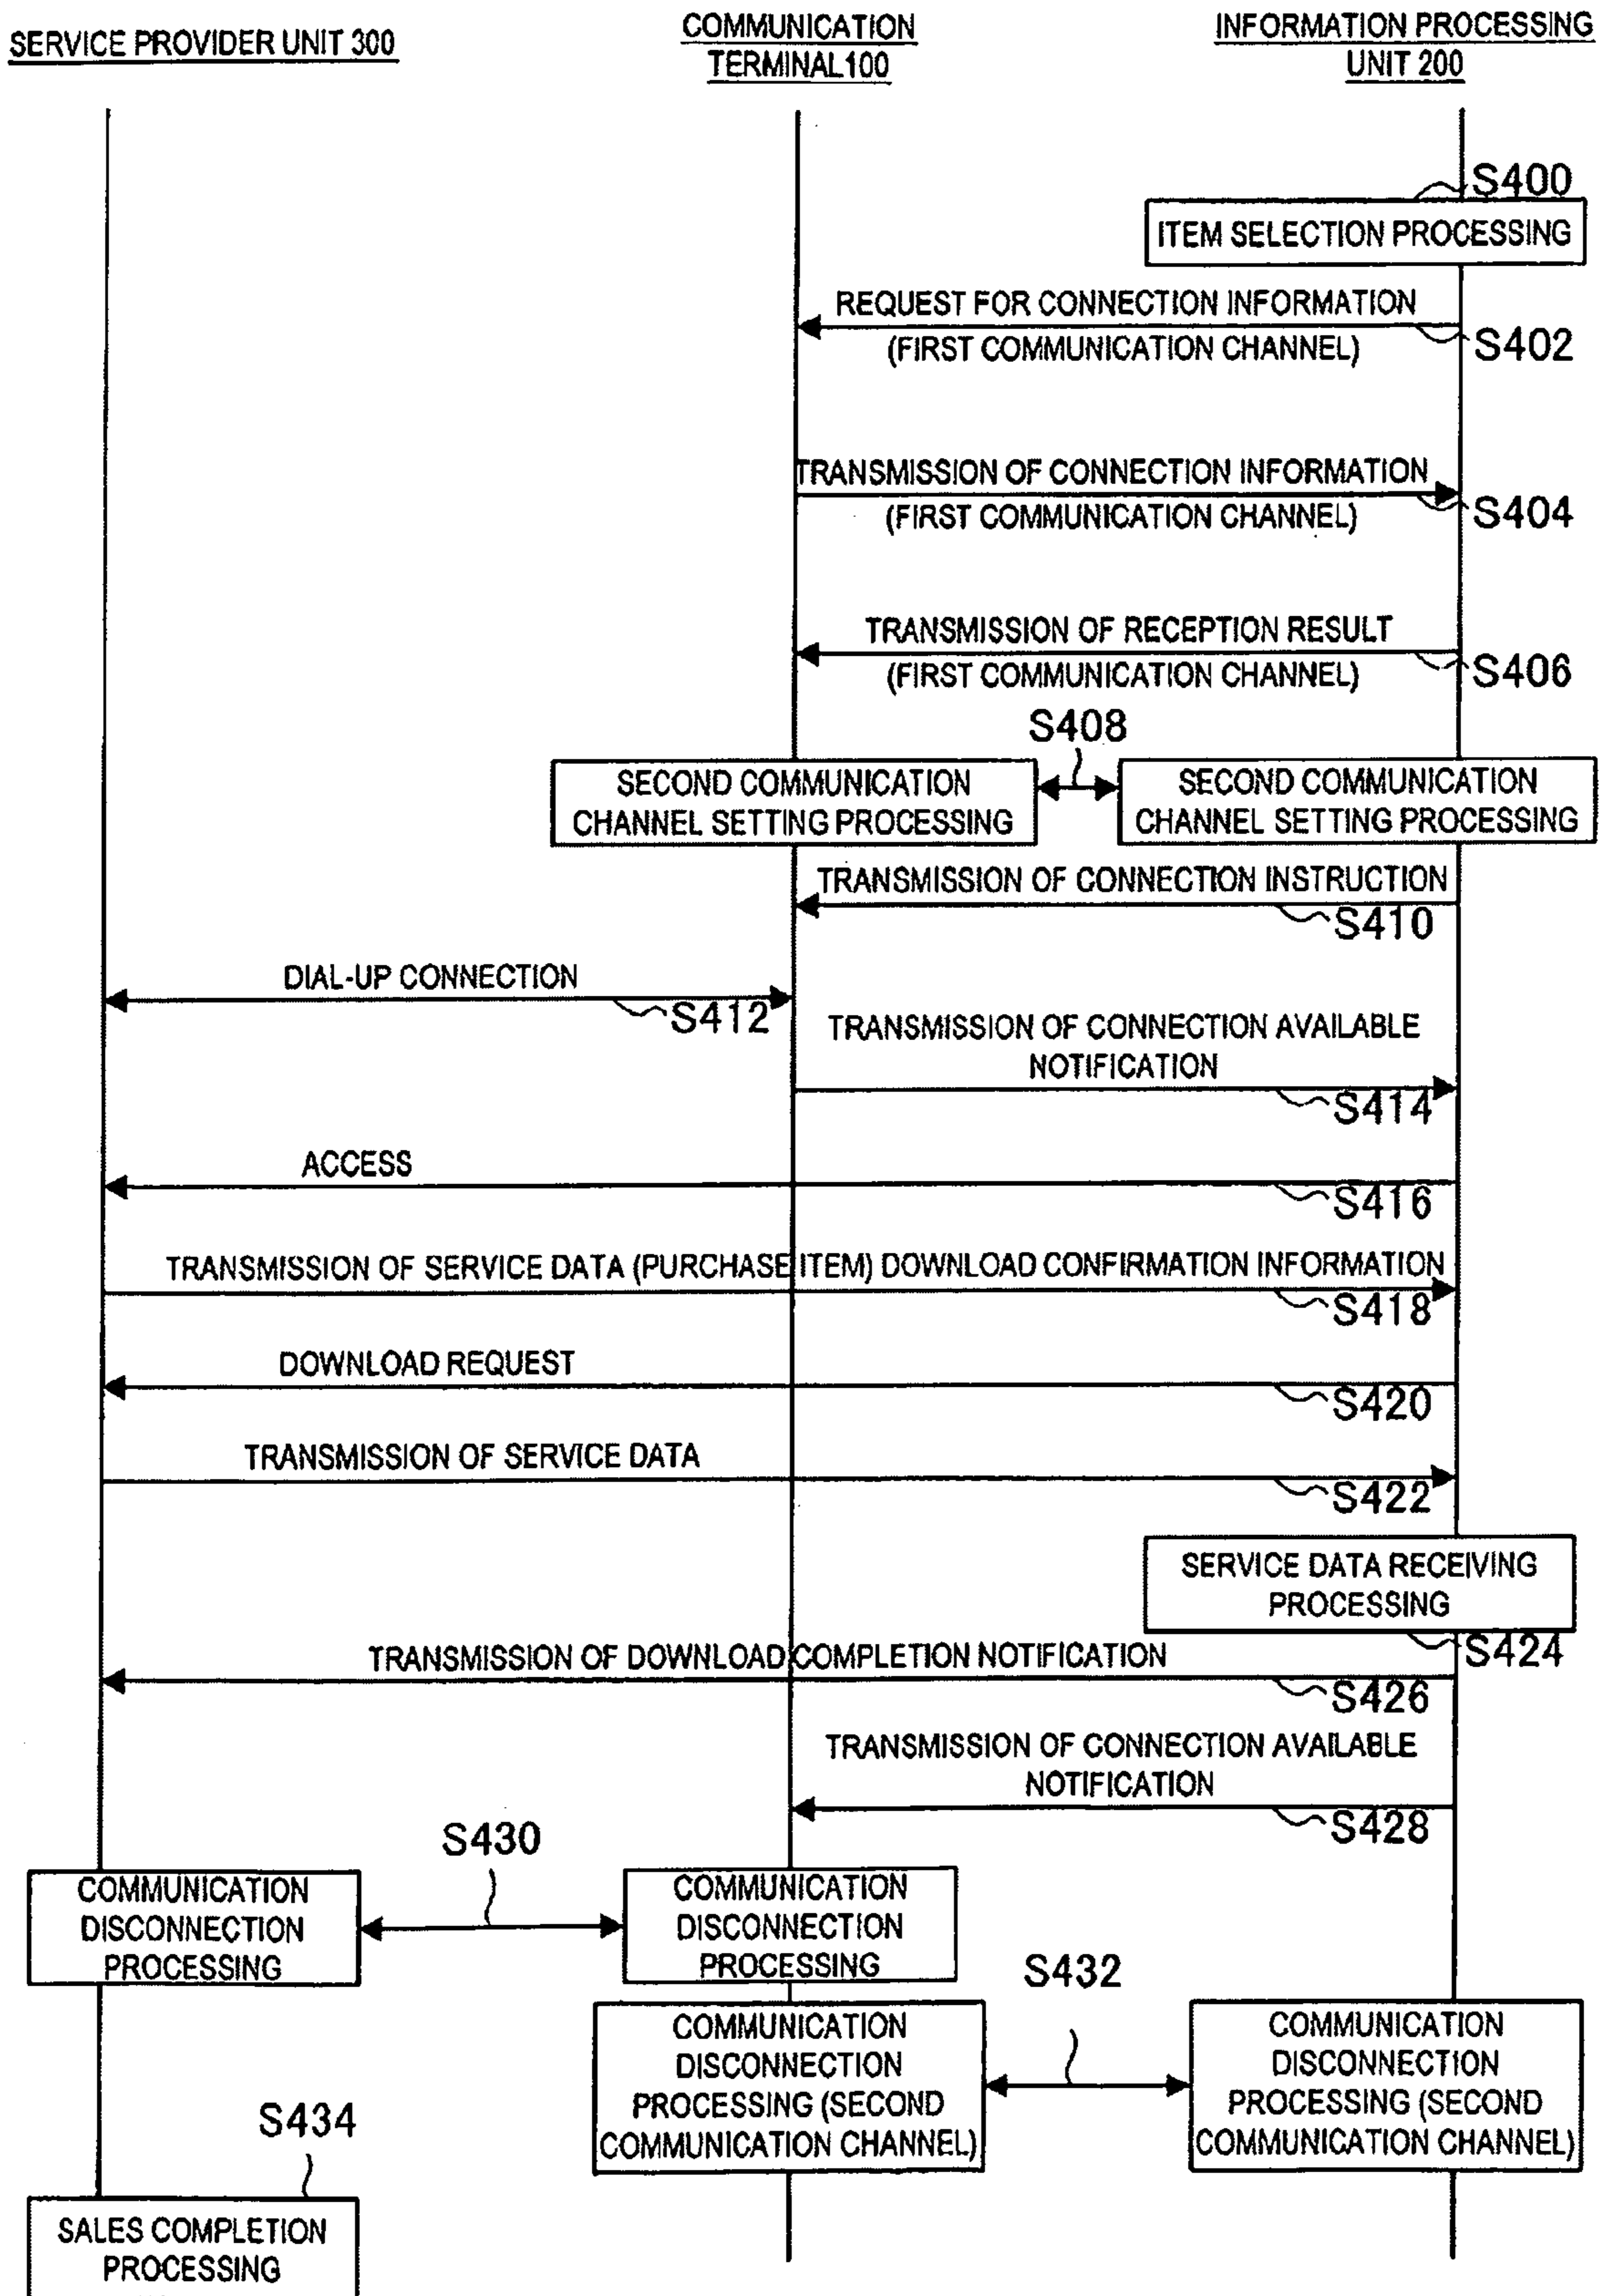 SERVICE PROVIDER UNIT 300
COMMUNICATION
TERMINAL100
INFORMATION PROCESSING
UNIT 200
S400
ITEM SELECTION PROCESSING
REQUEST FOR CONNECTION INFORMATION
(FIRST COMMUNICATION CHANNEL)
S402
TRANSMISSION OF CONNECTION INFORMATION
(FIRST COMMUNICATION CHANNEL)
S404
TRANSMISSION OF RECEPTION RESULT
(FIRST COMMUNICATION CHANNEL)
S406
S408
SECOND COMMUNICATION
CHANNEL SETTING PROCESSING
SECOND COMMUNICATION
CHANNEL SETTING PROCESSING
TRANSMISSION OF CONNECTION INSTRUCTION
S410
DIAL-UP CONNECTION
S412
TRANSMISSION OF CONNECTION AVAILABLE
NOTIFICATION
S414
ACCESS
S416
TRANSMISSION OF SERVICE DATA (PURCHASE ITEM) DOWNLOAD CONFIRMATION INFORMATION
S418
DOWNLOAD REQUEST
S420
TRANSMISSION OF SERVICE DATA
S422
SERVICE DATA RECEIVING
PROCESSING
S424
TRANSMISSION OF DOWNLOAD COMPLETION NOTIFICATION
S426
TRANSMISSION OF CONNECTION AVAILABLE
NOTIFICATION
S428
S430
COMMUNICATION
DISCONNECTION
PROCESSING
COMMUNICATION
DISCONNECTION
PROCESSING
S432
COMMUNICATION
DISCONNECTION
PROCESSING (SECOND
COMMUNICATION CHANNEL)
COMMUNICATION
DISCONNECTION
PROCESSING (SECOND
COMMUNICATION CHANNEL)
S434
SALES COMPLETION
PROCESSING